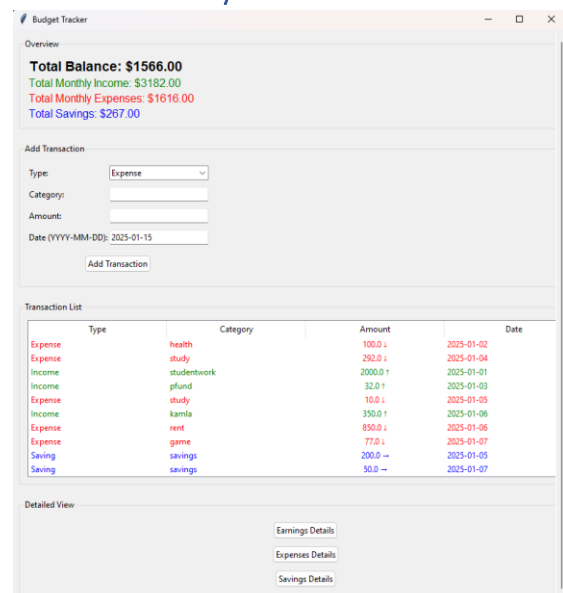 Budget Tracker
Overview
Total Balance: $1566.00
Total Monthly Income: $3182.00
Total Monthly Expenses: $1616.00
Total Savings: $267.00
Add Transaction
Type: Expense
Category:
Amount:
Date (YYYY-MM-DD): 2025-01-15
Add Transaction
Transaction List
Type Category Amount Date
Expense health 100.0 ↓ 2025-01-02
Expense study 292.0 ↓ 2025-01-04
Income studentwork 2000.0 ↑ 2025-01-01
Income pfund 32.0 ↑ 2025-01-03
Expense study 10.0 ↓ 2025-01-05
Income kamla 350.0 ↑ 2025-01-06
Expense rent 850.0 ↓ 2025-01-06
Expense game 77.0 ↓ 2025-01-07
Saving savings 200.0 → 2025-01-05
Saving savings 50.0 → 2025-01-07
Detailed View
Earnings Details
Expenses Details
Savings Details